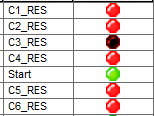 C1_RES
C2_RES
C3_RES
C4_RES
Start
C5_RES
C6_RES